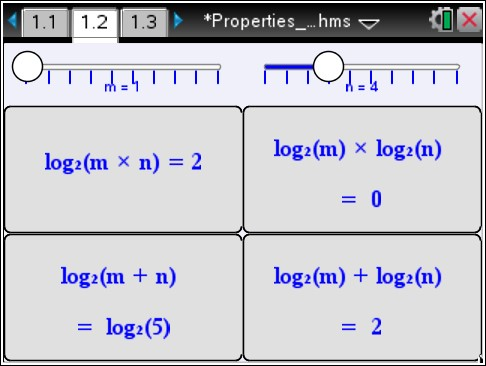 1.1 1.2 1.3 *Properties_...hms
m = 1 n = 4
log₂(m × n) = 2
log₂(m) × log₂(n)
= 0
log₂(m + n)
= log₂(5)
log₂(m) + log₂(n)
= 2